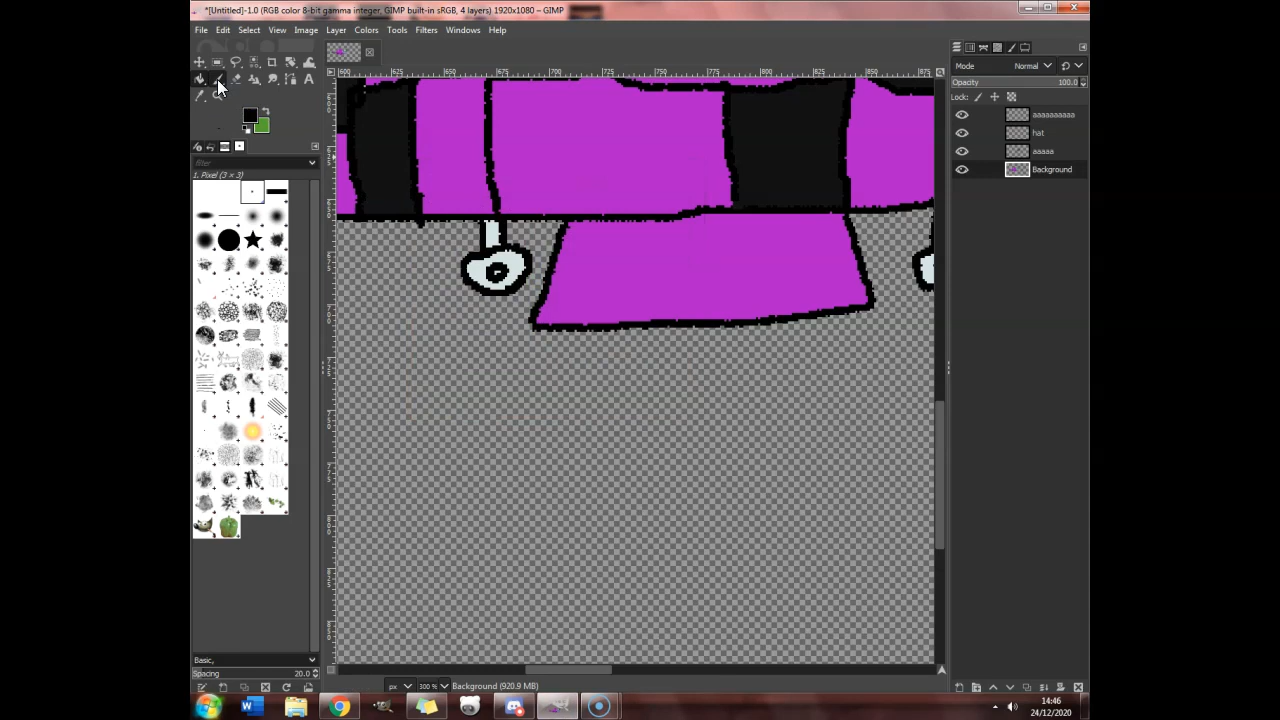 *[Untitled]-1.0 (RGB color 8-bit gamma integer, GIMP built-in sRGB, 4 layers) 1920x1080 – GIMP
File Edit Select View Image Layer Colors Tools Filters Windows Help
Mode Normal
Opacity 100.0
Lock:
aaaaaaaaaa
hat
aaaaa
Background
filter
1. Pixel (3 × 3)
Basic,
Spacing 20.0
px 300 % Background (920.9 MB)
14:46
24/12/2020